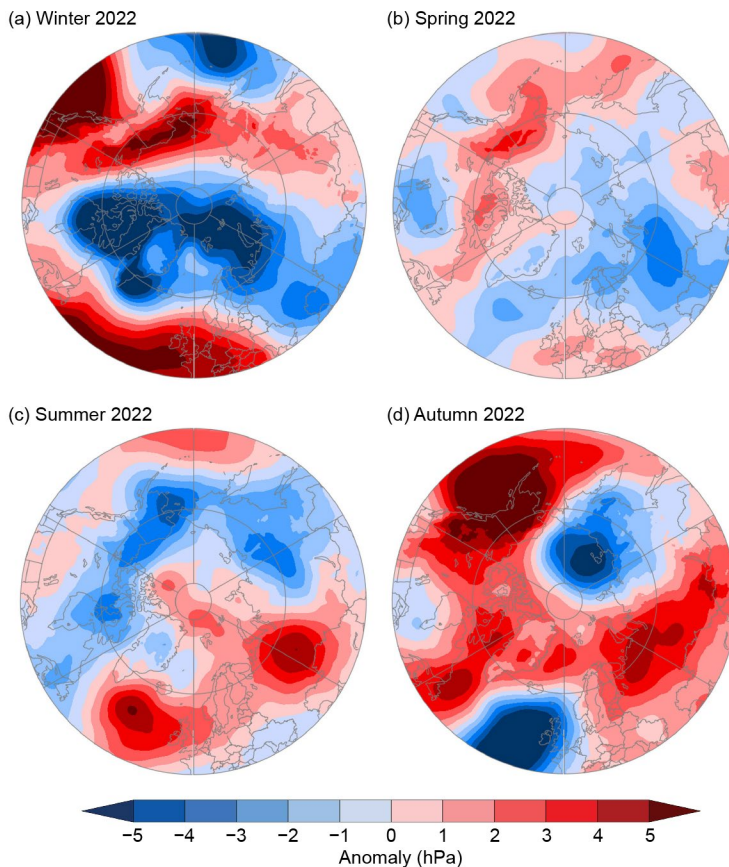 (a) Winter 2022
(b) Spring 2022
(c) Summer 2022
(d) Autumn 2022
−5 −4 −3 −2 −1 0 1 2 3 4 5
Anomaly (hPa)